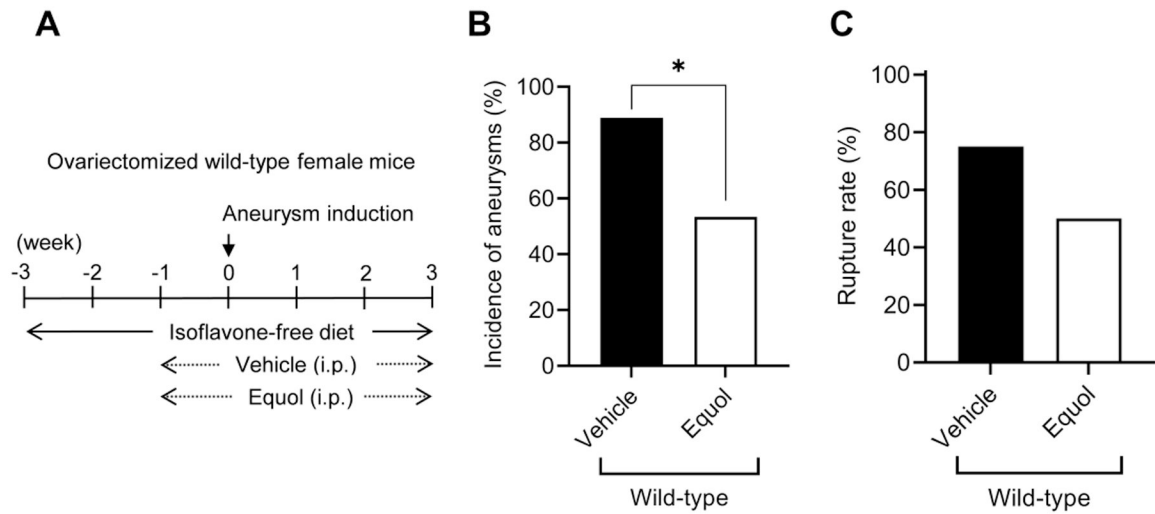 A
Ovariectomized wild-type female mice
Aneurysm induction
(week)
-3 -2 -1 0 1 2 3
Isoflavone-free diet
Vehicle (i.p.)
Equol (i.p.)
B
*
Incidence of aneurysms (%)
100
80
60
40
20
0
Vehicle
Equol
Wild-type
C
Rupture rate (%)
100
80
60
40
20
0
Vehicle
Equol
Wild-type